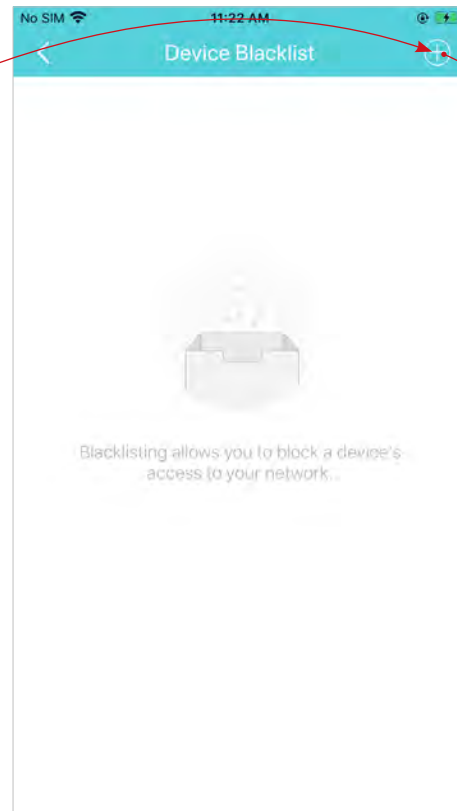 No SIM 11:22 AM
Device Blacklist
Blacklisting allows you to block a device's
access to your network.